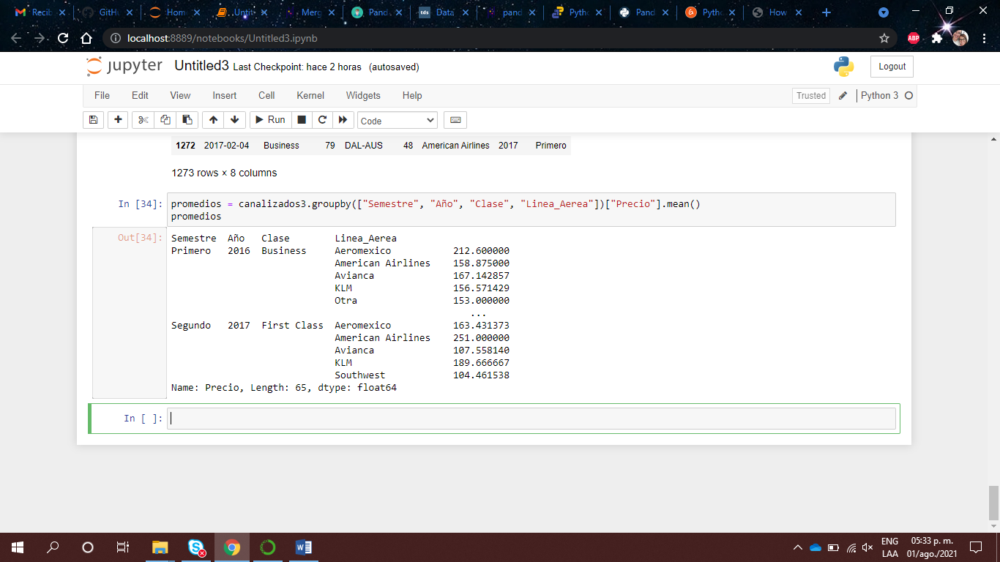 Recib
GitH
Hom
Untit
Merg
Pand
tds Data
pand
Pytho
Pand
Pytho
How
localhost:8889/notebooks/Untitled3.ipynb
ABP
jupyter Untitled3 Last Checkpoint: hace 2 horas (autosaved)
Logout
File Edit View Insert Cell Kernel Widgets Help
Trusted Python 3
Run Code
1272 2017-02-04 Business 79 DAL-AUS 48 American Airlines 2017 Primero
1273 rows × 8 columns
In [34]: promedios = canalizados3.groupby(["Semestre", "Año", "Clase", "Linea_Aerea"])["Precio"].mean()
promedios
Out[34]: Semestre Año Clase Linea_Aerea
Primero 2016 Business Aeromexico 212.600000
American Airlines 158.875000
Avianca 167.142857
KLM 156.571429
Otra 153.000000
...
Segundo 2017 First Class Aeromexico 163.431373
American Airlines 251.000000
Avianca 107.558140
KLM 189.666667
Southwest 104.461538
Name: Precio, Length: 65, dtype: float64
In [ ]:
ENG 05:33 p. m.
LAA 01/ago./2021